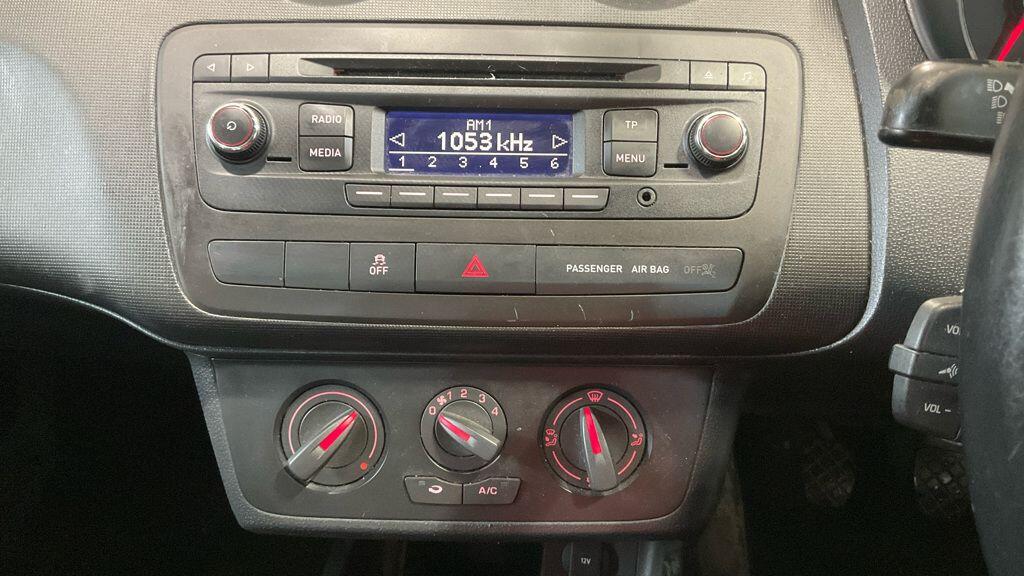 RADIO
MEDIA
AM1
1053 kHz
1 2 3 4 5 6
TP
MENU
OFF
PASSENGER AIR BAG OFF
0 1 2 3 4
A/C
12V
VOL
VOL –